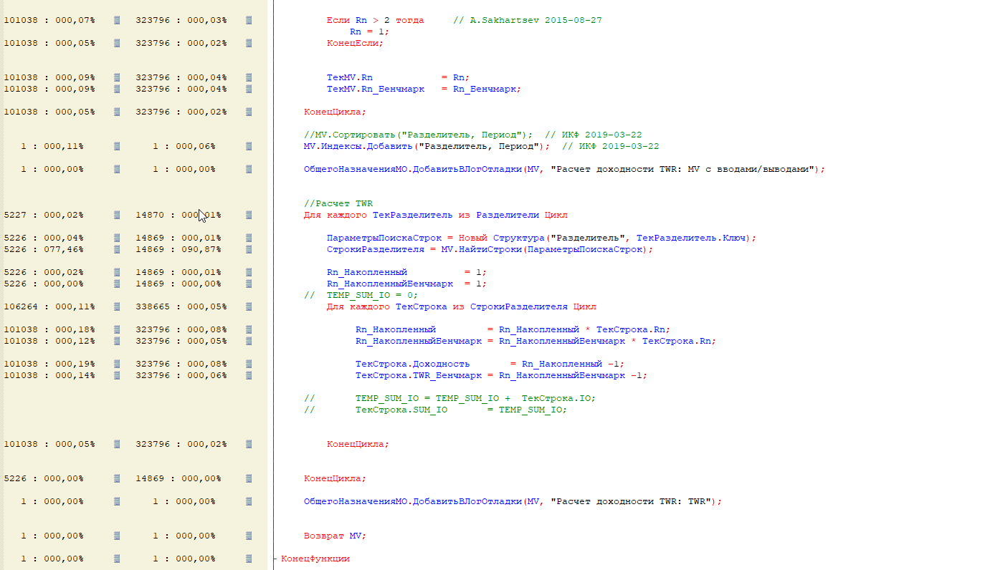 101038 : 000,07% 323796 : 000,03% Если Rn > 2 тогда // A.Sakhartsev 2015-08-27
Rn = 1;
101038 : 000,05% 323796 : 000,02% КонецЕсли;
101038 : 000,09% 323796 : 000,04% ТекMV.Rn = Rn;
101038 : 000,09% 323796 : 000,04% ТекMV.Rn_Бенчмарк = Rn_Бенчмарк;
101038 : 000,05% 323796 : 000,02% КонецЦикла;
//MV.Сортировать("Разделитель, Период"); // ИКФ 2019-03-22
1 : 000,11% 1 : 000,06% MV.Индексы.Добавить("Разделитель, Период"); // ИКФ 2019-03-22
1 : 000,00% 1 : 000,00% ОбщегоНазначенияМО.ДобавитьВЛогОтладки(MV, "Расчет доходности TWR: MV с вводами/выводами");
//Расчет TWR
5227 : 000,02% 14870 : 000,01% Для каждого ТекРазделитель из Разделители Цикл
5226 : 000,04% 14869 : 000,01% ПараметрыПоискаСтрок = Новый Структура("Разделитель", ТекРазделитель.Ключ);
5226 : 077,46% 14869 : 090,87% СтрокиРазделителя = MV.НайтиСтроки(ПараметрыПоискаСтрок);
5226 : 000,02% 14869 : 000,01% Rn_Накопленный = 1;
5226 : 000,00% 14869 : 000,00% Rn_НакопленныйБенчмарк = 1;
// TEMP_SUM_IO = 0;
106264 : 000,11% 338665 : 000,05% Для каждого ТекСтрока из СтрокиРазделителя Цикл
101038 : 000,18% 323796 : 000,08% Rn_Накопленный = Rn_Накопленный * ТекСтрока.Rn;
101038 : 000,12% 323796 : 000,05% Rn_НакопленныйБенчмарк = Rn_НакопленныйБенчмарк * ТекСтрока.Rn;
101038 : 000,19% 323796 : 000,08% ТекСтрока.Доходность = Rn_Накопленный -1;
101038 : 000,14% 323796 : 000,06% ТекСтрока.TWR_Бенчмарк = Rn_НакопленныйБенчмарк -1;
// TEMP_SUM_IO = TEMP_SUM_IO + ТекСтрока.IO;
// ТекСтрока.SUM_IO = TEMP_SUM_IO;
101038 : 000,05% 323796 : 000,02% КонецЦикла;
5226 : 000,00% 14869 : 000,00% КонецЦикла;
1 : 000,00% 1 : 000,00% ОбщегоНазначенияМО.ДобавитьВЛогОтладки(MV, "Расчет доходности TWR: TWR");
1 : 000,00% 1 : 000,00% Возврат MV;
1 : 000,00% 1 : 000,00% КонецФункции